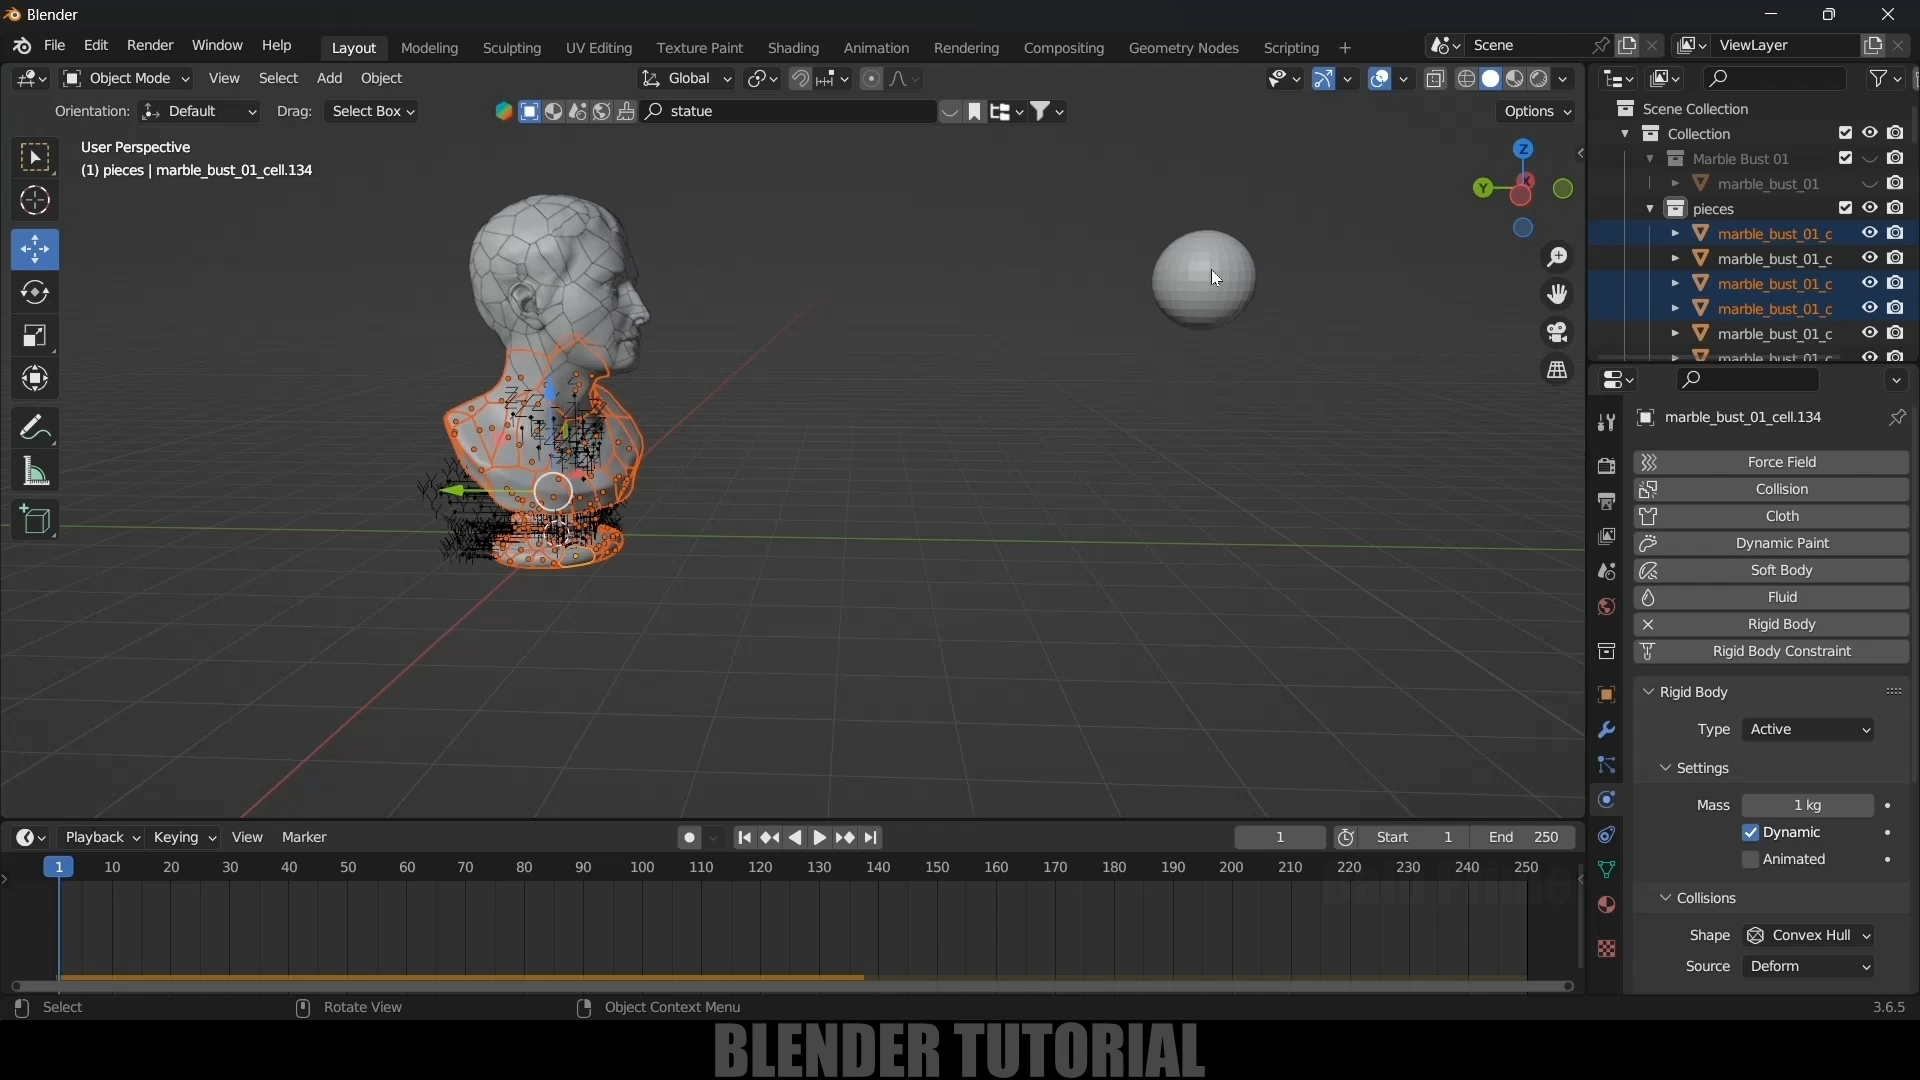 Blender
File Edit Render Window Help Layout Modeling Sculpting UV Editing Texture Paint Shading Animation Rendering Compositing Geometry Nodes Scripting + Scene ViewLayer
Object Mode View Select Add Object Global
Orientation: Default Drag: Select Box statue Options
User Perspective
(1) pieces | marble_bust_01_cell.134
Z
Y
X
Scene Collection
Collection
Marble Bust 01
marble_bust_01
pieces
marble_bust_01_c
marble_bust_01_c
marble_bust_01_c
marble_bust_01_c
marble_bust_01_c
marble_bust_01_c
marble_bust_01_cell.134
Force Field
Collision
Cloth
Dynamic Paint
Soft Body
Fluid
Rigid Body
Rigid Body Constraint
Rigid Body
Type Active
Settings
Mass 1 kg
Dynamic
Animated
Collisions
Shape Convex Hull
Source Deform
Playback Keying View Marker 1 Start 1 End 250
1 10 20 30 40 50 60 70 80 90 100 110 120 130 140 150 160 170 180 190 200 210 220 230 240 250
Select Rotate View Object Context Menu 3.6.5
BLENDER TUTORIAL